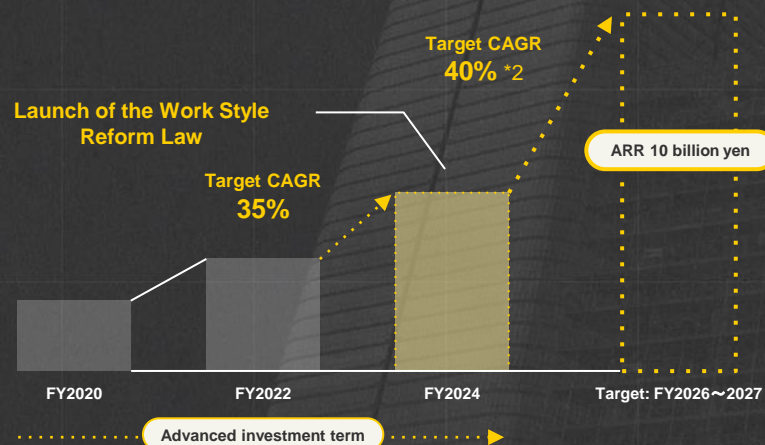 Target CAGR
40% *2
Launch of the Work Style
Reform Law
ARR 10 billion yen
Target CAGR
35%
FY2020
FY2022
FY2024
Target: FY2026〜2027
Advanced investment term